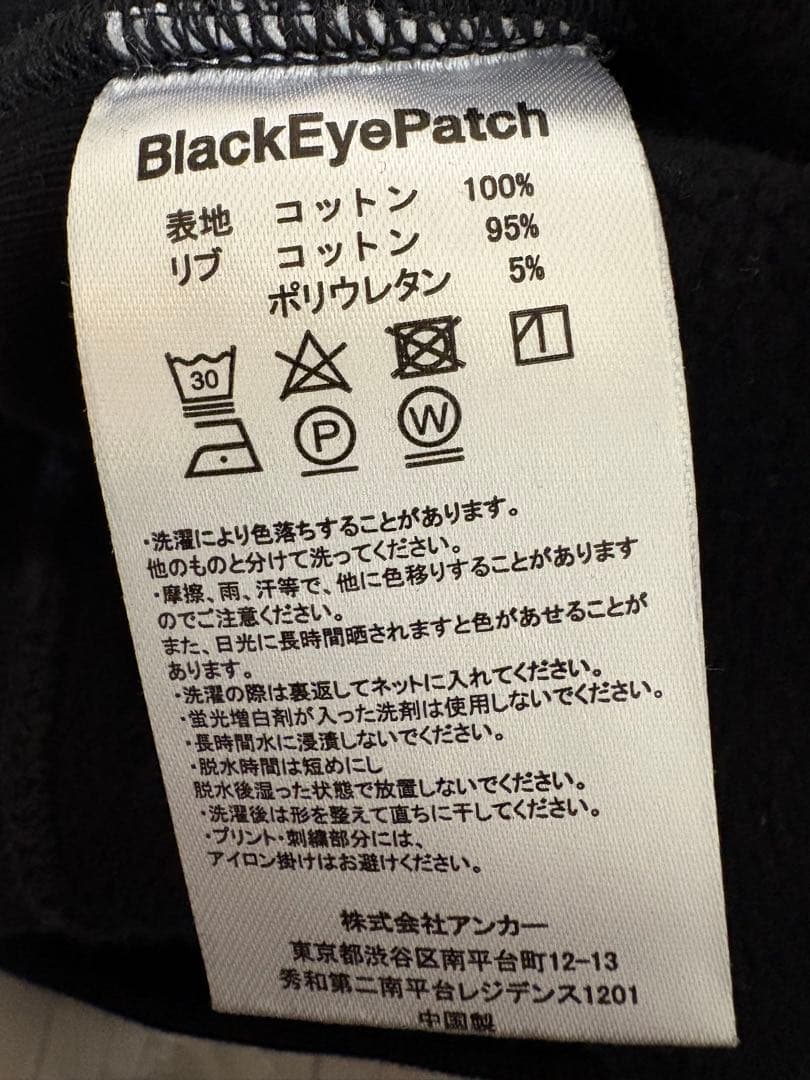 BlackEyePatch
表地 コットン 100%
リブ コットン 95%
ポリウレタン 5%
30
P W
・洗濯により色落ちすることがあります。
他のものと分けて洗ってください。
・摩擦、雨、汗等で、他に色移りすることがあります
のでご注意ください。
また、日光に長時間晒されますと色があせることが
あります。
・洗濯の際は裏返してネットに入れてください。
・蛍光増白剤が入った洗剤は使用しないでください。
・長時間水に浸漬しないでください。
・脱水時間は短めにし
脱水後湿った状態で放置しないでください。
・洗濯後は形を整えて直ちに干してください。
・プリント・刺繍部分には、
アイロン掛けはお避けください。
株式会社アンカー
東京都渋谷区南平台町12-13
秀和第二南平台レジデンス1201
中国製